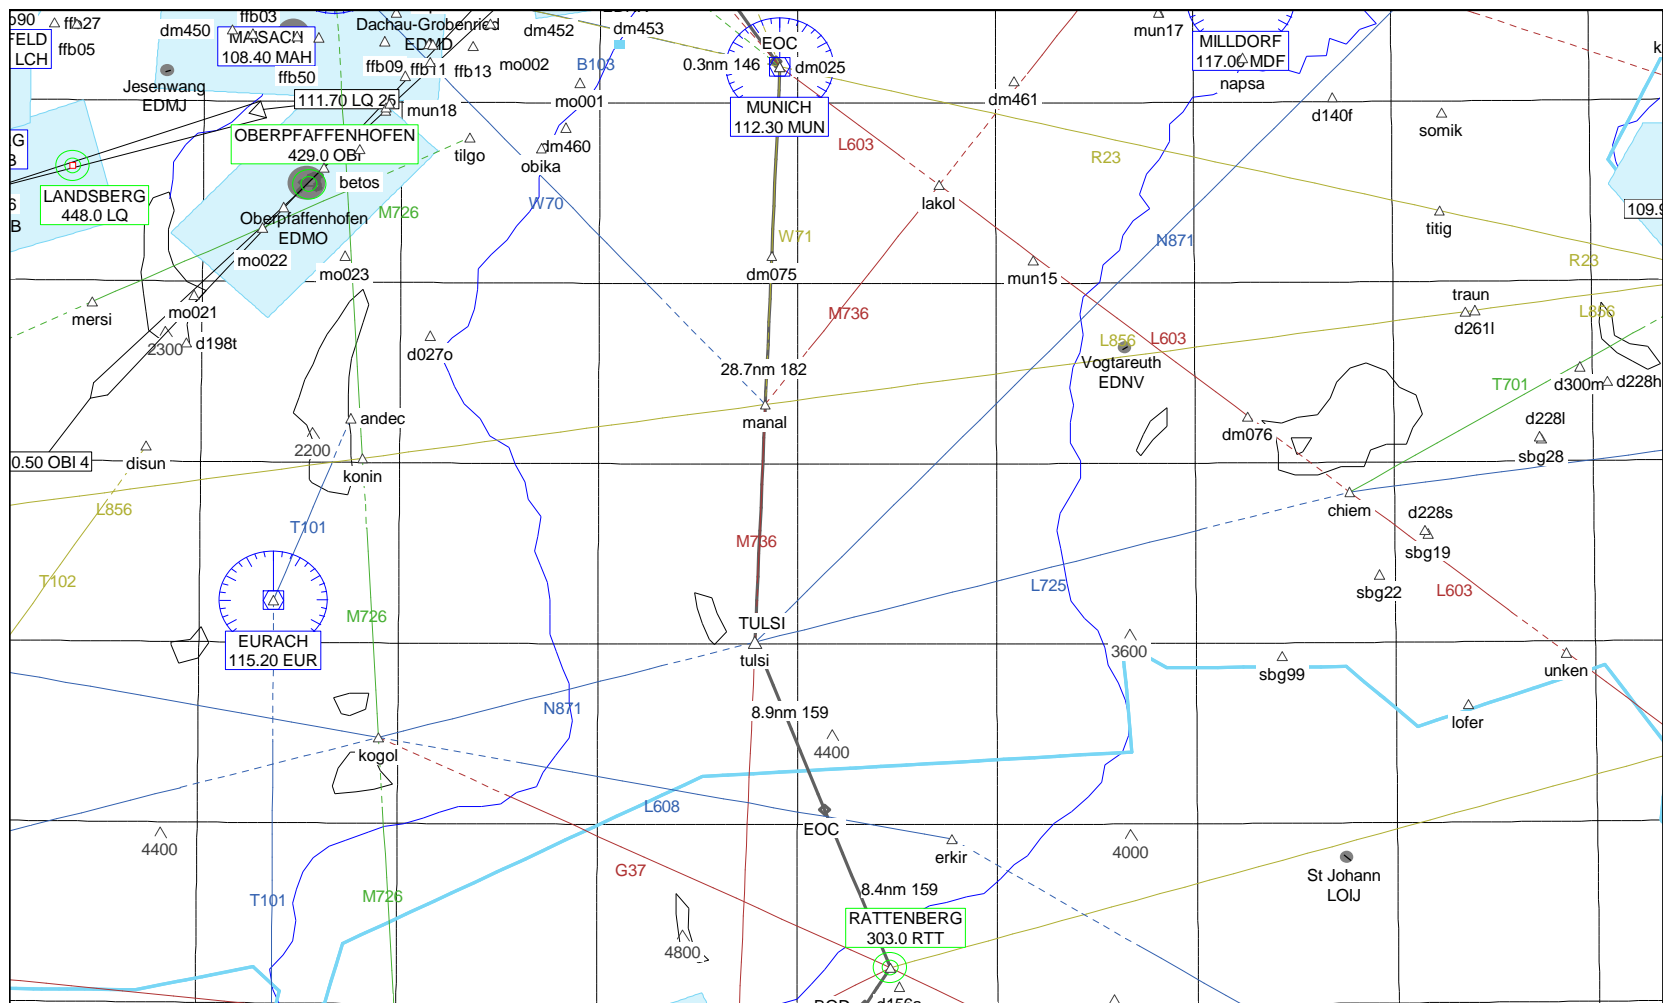 b90
ffb27
ffb03
Dachau-Grobenried
EDMD
dm450
dm452
dm453
FELD
LCH
ffb05
MAISACH
108.40 MAH
ffb50
ffb09
ffb11
ffb13
mo002
B103
EOC
0.3nm 146
dm025
mun17
MILLDORF
117.00 MDF
napsa
Jesenwang
EDMJ
111.70 LQ 25
mun18
mo001
MUNICH
112.30 MUN
dm461
d140f
somik
OBERPFAFFENHOFEN
429.0 OBI
tilgo
dm460
obika
L603
R23
G
B
LANDSBERG
448.0 LQ
betos
Oberpfaffenhofen
EDMO
M726
W70
lakol
titig
109.9
6
B
W71
N871
mo022
mo023
dm075
mun15
R23
mersi
mo021
2300
d198t
M736
traun
d261l
L856
L856
L603
d027o
Vogtareuth
EDNV
28.7nm 182
T701
d300m
d228h
andec
manal
dm076
d228l
sbg28
2200
0.50 OBI 4
disun
konin
L856
T101
chiem
d228s
sbg19
M736
T102
L725
sbg22
L603
M726
EURACH
115.20 EUR
TULSI
tulsi
3600
sbg99
unken
N871
8.9nm 159
4400
lofer
kogol
L608
EOC
4400
erkir
4000
G37
St Johann
LOIJ
T101
M726
8.4nm 159
RATTENBERG
303.0 RTT
4800